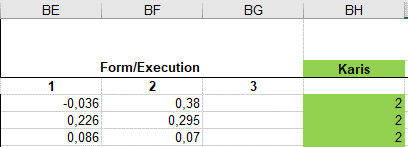 BE BF BG BH
Form/Execution Karis
1 2 3
-0,036 0,38 2
0,226 0,295 2
0,086 0,07 2